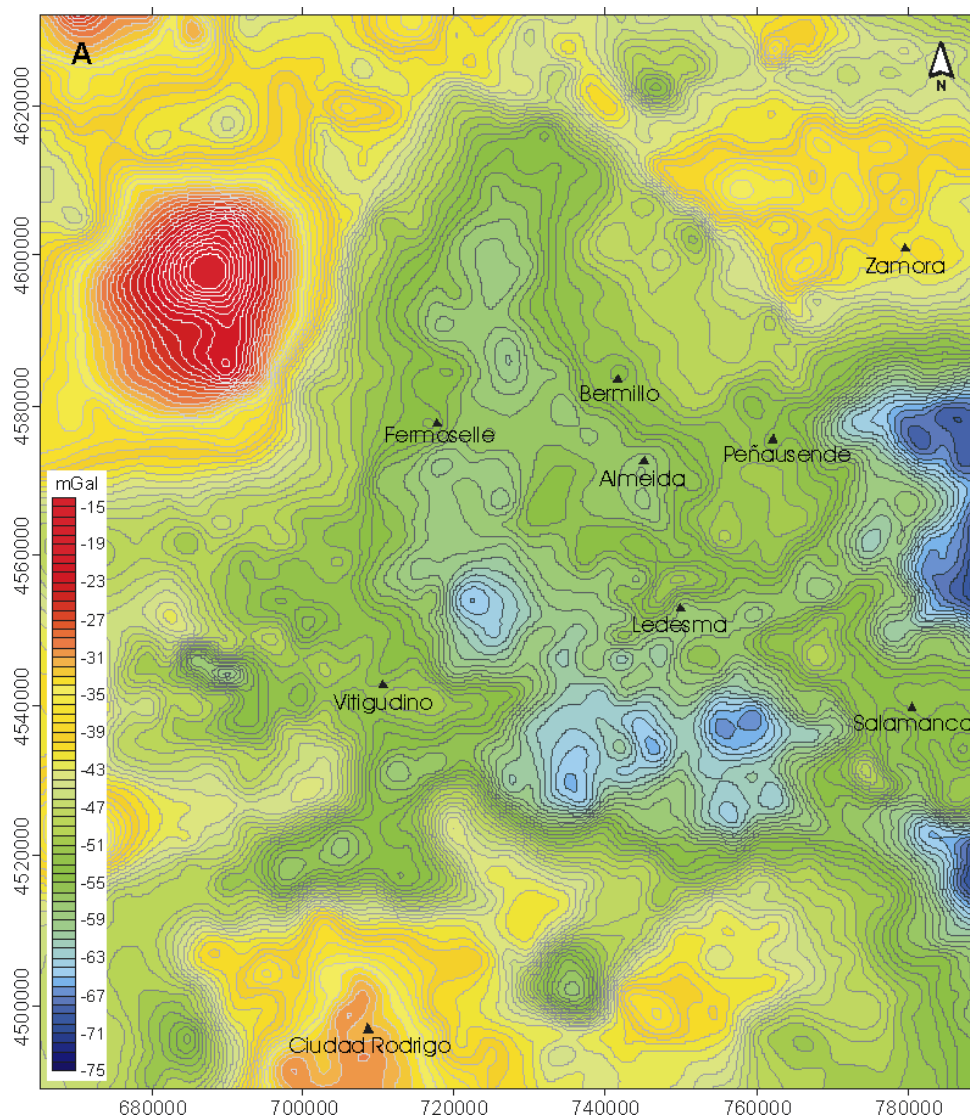 A
N
4620000
4600000
4580000
4560000
4540000
4520000
4500000
Zamora
Bermillo
Fermoselle
Peñausende
Almeida
Ledesma
Vitigudino
Salamanca
Ciudad Rodrigo
mGal
-15
-19
-23
-27
-31
-35
-39
-43
-47
-51
-55
-59
-63
-67
-71
-75
680000 700000 720000 740000 760000 780000